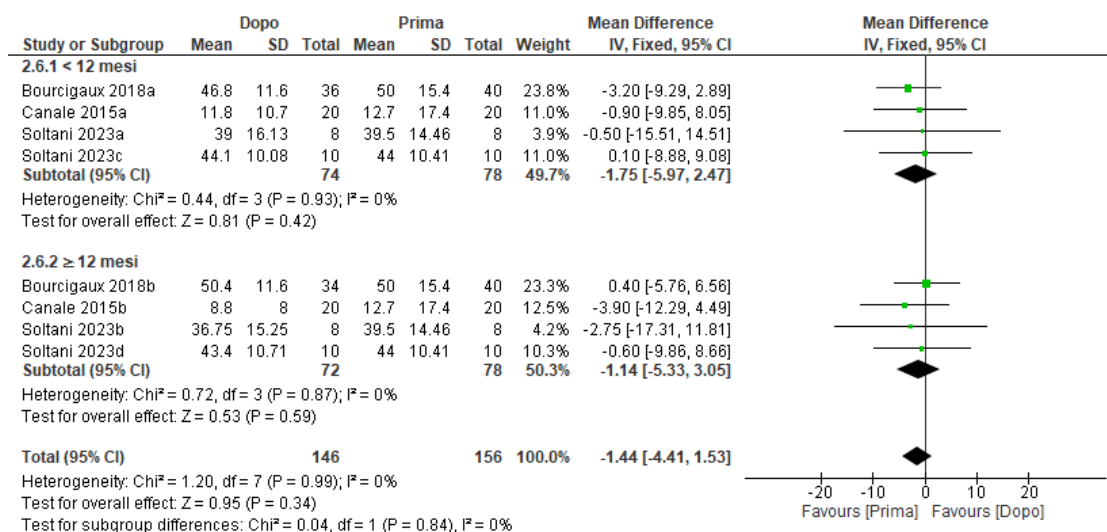 Dopo Prima Mean Difference Mean Difference
Study or Subgroup Mean SD Total Mean SD Total Weight IV, Fixed, 95% CI IV, Fixed, 95% CI
2.6.1 < 12 mesi
Bourcigaux 2018a 46.8 11.6 36 50 15.4 40 23.8% -3.20 [-9.29, 2.89]
Canale 2015a 11.8 10.7 20 12.7 17.4 20 11.0% -0.90 [-9.85, 8.05]
Soltani 2023a 39 16.13 8 39.5 14.46 8 3.9% -0.50 [-15.51, 14.51]
Soltani 2023c 44.1 10.08 10 44 10.41 10 11.0% 0.10 [-8.88, 9.08]
Subtotal (95% CI) 74 78 49.7% -1.75 [-5.97, 2.47]
Heterogeneity: Chi² = 0.44, df = 3 (P = 0.93); I² = 0%
Test for overall effect: Z = 0.81 (P = 0.42)
2.6.2 ≥ 12 mesi
Bourcigaux 2018b 50.4 11.6 34 50 15.4 40 23.3% 0.40 [-5.76, 6.56]
Canale 2015b 8.8 8 20 12.7 17.4 20 12.5% -3.90 [-12.29, 4.49]
Soltani 2023b 36.75 15.25 8 39.5 14.46 8 4.2% -2.75 [-17.31, 11.81]
Soltani 2023d 43.4 10.71 10 44 10.41 10 10.3% -0.60 [-9.86, 8.66]
Subtotal (95% CI) 72 78 50.3% -1.14 [-5.33, 3.05]
Heterogeneity: Chi² = 0.72, df = 3 (P = 0.87); I² = 0%
Test for overall effect: Z = 0.53 (P = 0.59)
Total (95% CI) 146 156 100.0% -1.44 [-4.41, 1.53]
Heterogeneity: Chi² = 1.20, df = 7 (P = 0.99); I² = 0%
Test for overall effect: Z = 0.95 (P = 0.34)
Test for subgroup differences: Chi² = 0.04, df = 1 (P = 0.84), I² = 0%
-20 -10 0 10 20
Favours [Prima] Favours [Dopo]